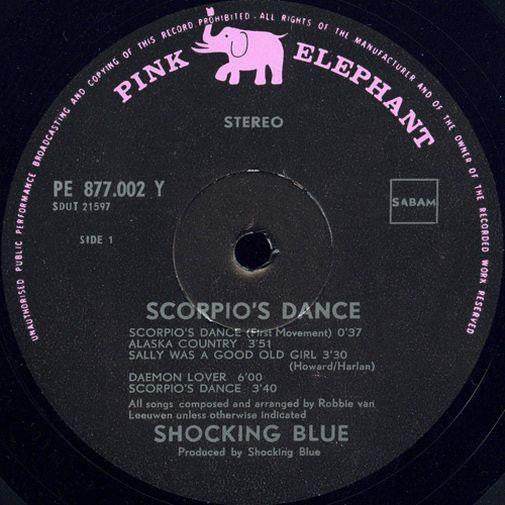 UNAUTHORISED PUBLIC PERFORMANCE BROADCASTING AND COPYING OF THIS RECORD PROHIBITED - ALL RIGHTS OF THE MANUFACTURER AND OF THE OWNER OF THE RECORDED WORK RESERVED
PINK ELEPHANT
STEREO
PE 877.002 Y
SDUT 21597
SABAM
SIDE 1
SCORPIO'S DANCE
SCORPIO'S DANCE (First Movement) 0'37
ALASKA COUNTRY 3'51
SALLY WAS A GOOD OLD GIRL 3'30
(Howard/Harlan)
DAEMON LOVER 6'00
SCORPIO'S DANCE 3'40
All songs composed and arranged by Robbie van
Leeuwen unless otherwise indicated
SHOCKING BLUE
Produced by Shocking Blue